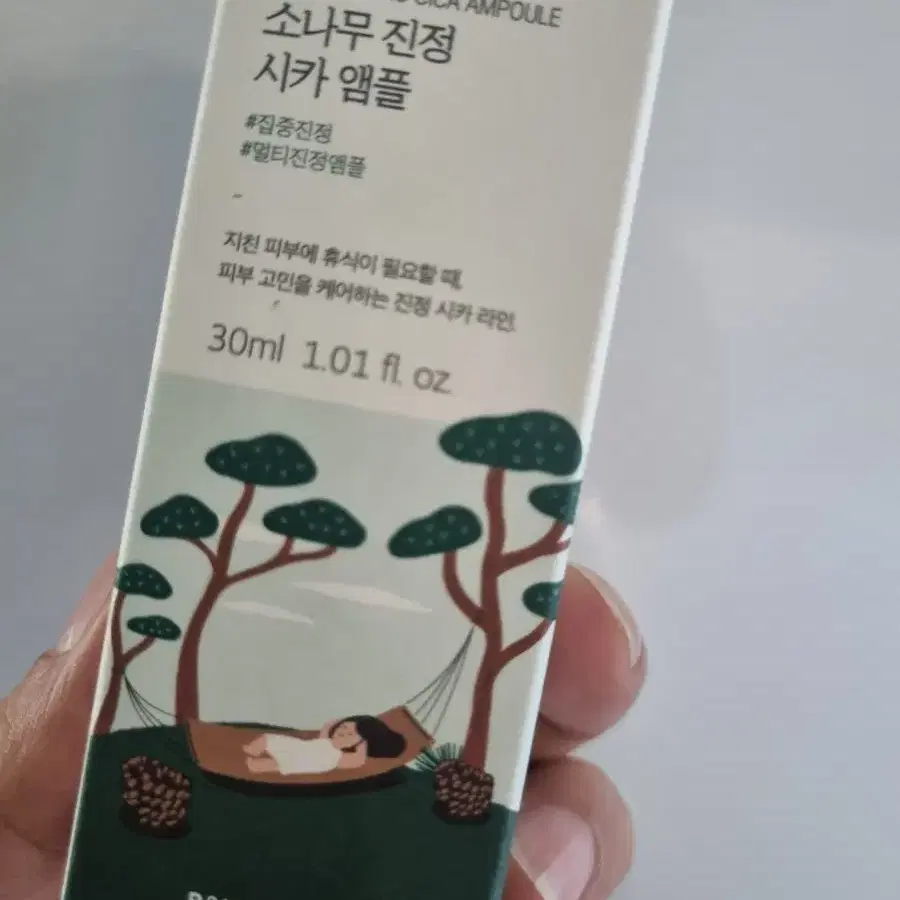 CICA AMPOULE
소나무 진정
시카 앰플
#집중진정
#멀티진정앰플
지친 피부에 휴식이 필요할 때,
피부 고민을 케어하는 진정 시카 라인.
30ml 1.01 fl. oz.